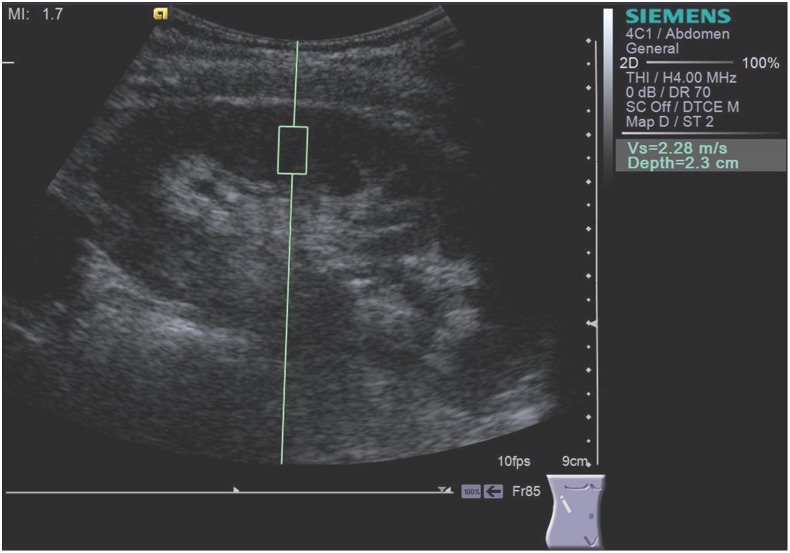 MI: 1.7
SIEMENS
4C1 / Abdomen
General
2D 100%
THI / H4.00 MHz
0 dB / DR 70
SC Off / DTCE M
Map D / ST 2
Vs=2.28 m/s
Depth=2.3 cm
10fps 9cm
100% Fr85